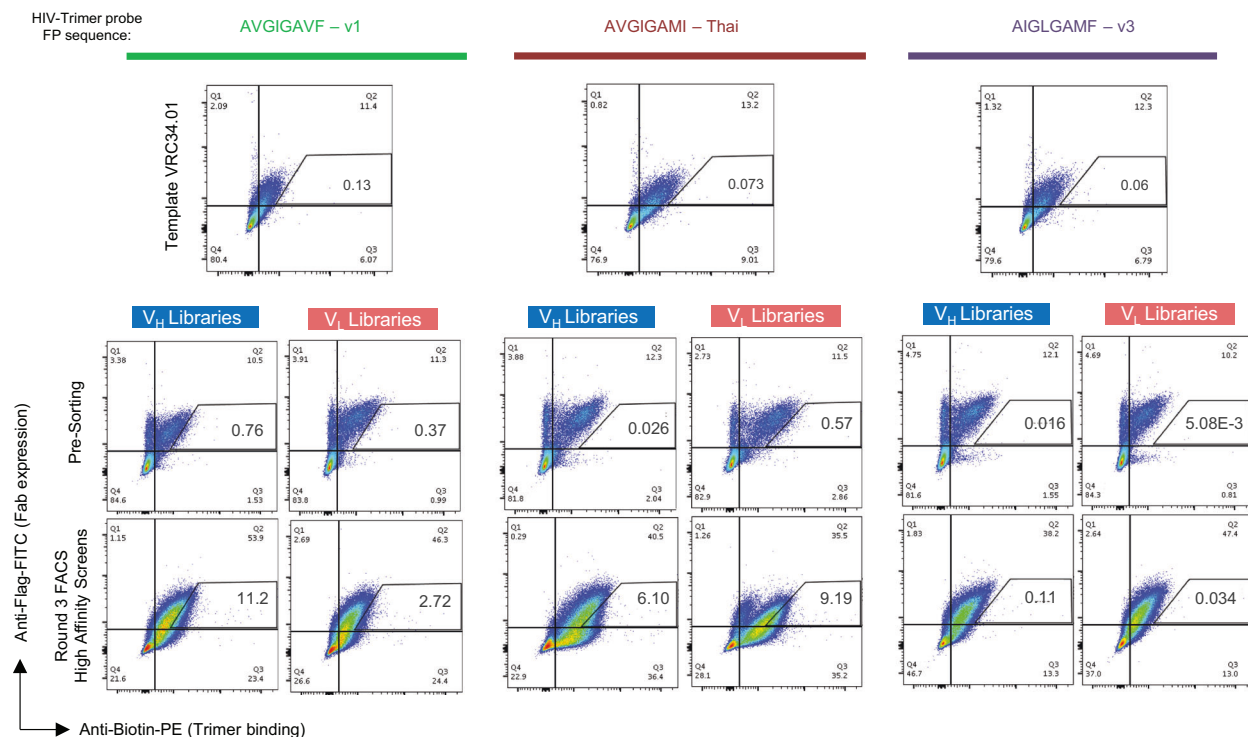 HIV-Trimer probe
FP sequence:
AVGIGAVF – v1
AVGIGAMI – Thai
AIGLGAMF – v3
Template VRC34.01
Q1
2.09
Q2
11.4
0.13
Q4
80.4
Q3
6.07
Q1
0.82
Q2
13.2
0.073
Q4
76.9
Q3
9.01
Q1
1.32
Q2
12.3
0.06
Q4
79.6
Q3
6.79
VH Libraries
VL Libraries
VH Libraries
VL Libraries
VH Libraries
VL Libraries
Pre-Sorting
Q1
3.38
Q2
10.5
0.76
Q4
84.6
Q3
1.53
Q1
3.91
Q2
11.3
0.37
Q4
83.8
Q3
0.99
Q1
3.88
Q2
12.3
0.026
Q4
81.8
Q3
2.04
Q1
2.73
Q2
11.5
0.57
Q4
82.9
Q3
2.86
Q1
4.75
Q2
12.1
0.016
Q4
81.6
Q3
1.55
Q1
4.69
Q2
10.2
5.08E-3
Q4
84.3
Q3
0.81
Round 3 FACS
High Affinity Screens
Q1
1.15
Q2
53.9
11.2
Q4
21.6
Q3
23.4
Q1
2.69
Q2
46.3
2.72
Q4
26.6
Q3
24.4
Q1
0.29
Q2
40.5
6.10
Q4
22.9
Q3
36.4
Q1
1.26
Q2
35.5
9.19
Q4
28.1
Q3
35.2
Q1
1.83
Q2
38.2
0.11
Q4
46.7
Q3
13.3
Q1
2.64
Q2
47.4
0.034
Q4
37.0
Q3
13.0
Anti-Flag-FITC (Fab expression)
Anti-Biotin-PE (Trimer binding)